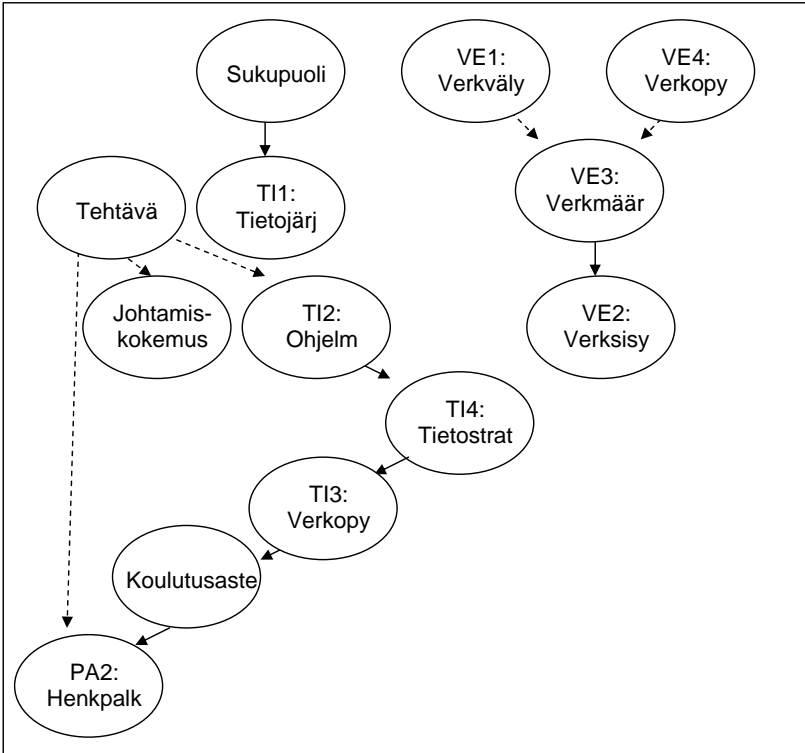 Sukupuoli
VE1:
Verkväly
VE4:
Verkopy
Tehtävä
TI1:
Tietojärj
VE3:
Verkmäär
Johtamis-
kokemus
TI2:
Ohjelm
VE2:
Verksisy
TI4:
Tietostrat
TI3:
Verkopy
Koulutusaste
PA2:
Henkpalk